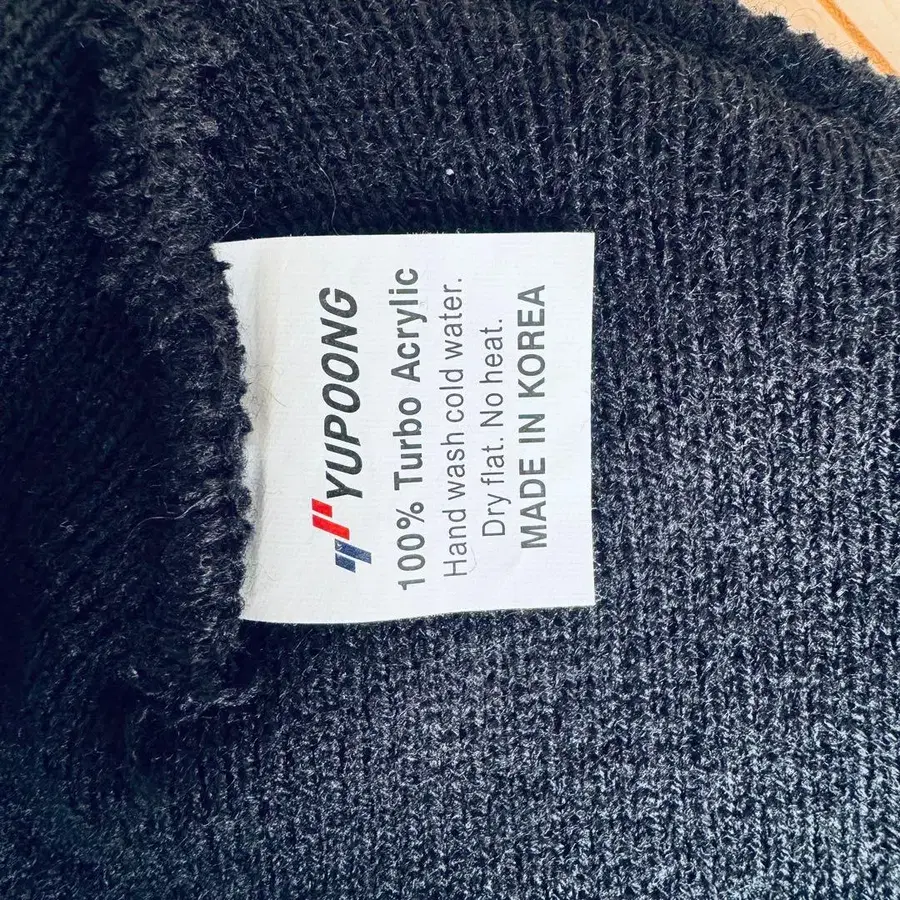 YUPOONG
100% Turbo Acrylic
Hand wash cold water.
Dry flat. No heat.
MADE IN KOREA